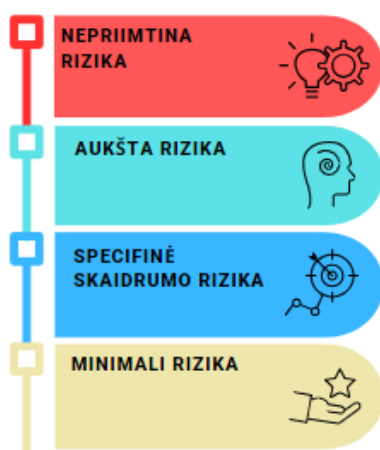 NEPRIIMTINA
RIZIKA
AUKŠTA RIZIKA
SPECIFINĖ
SKAIDRUMO RIZIKA
MINIMALI RIZIKA